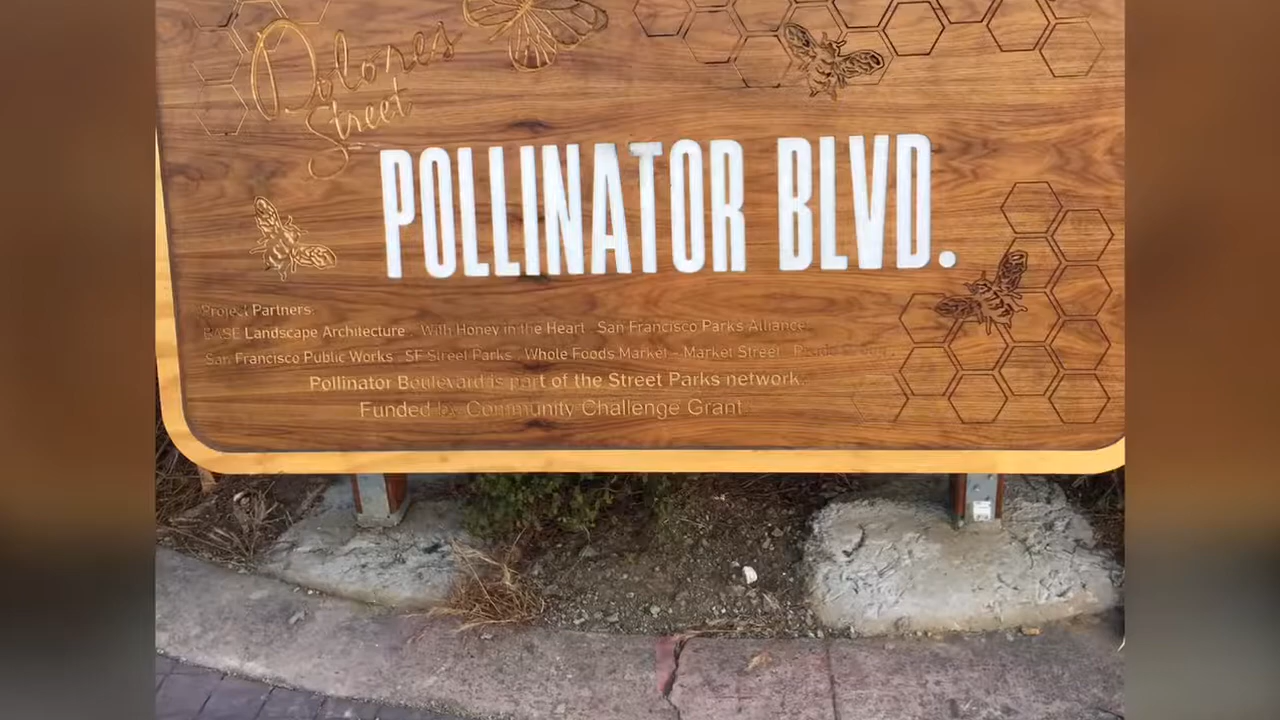 Dolores
Street
POLLINATOR BLVD.
Project Partners:
BASE Landscape Architecture . With Honey in the Heart . San Francisco Parks Alliance
San Francisco Public Works . SF Street Parks . Whole Foods Market - Market Street .
Pollinator Boulevard is part of the Street Parks network.
Funded by Community Challenge Grant.